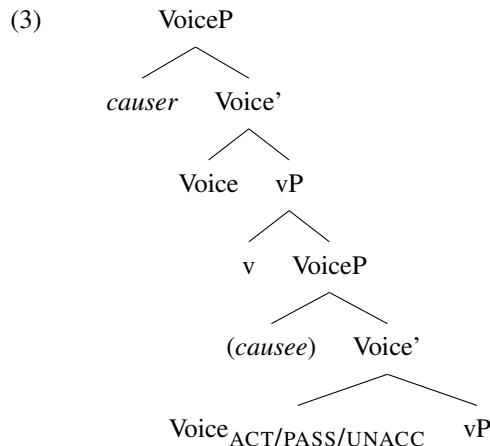 (3) VoiceP
causer Voice’
Voice vP
v VoiceP
(causee) Voice’
VoiceACT/PASS/UNACC vP